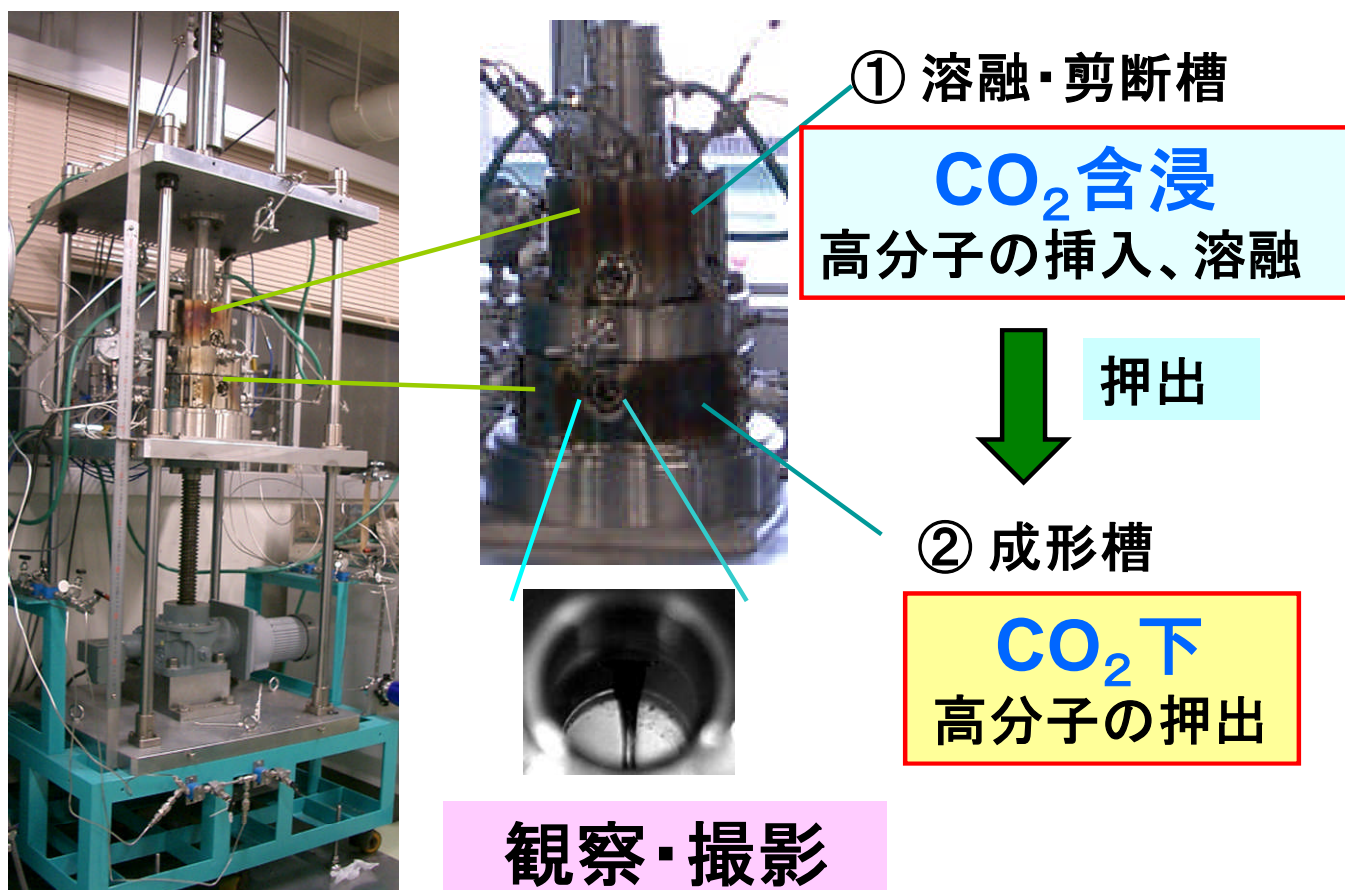 ① 溶融・剪断槽
CO₂含浸
高分子の挿入、溶融
押出
② 成形槽
CO₂下
高分子の押出
観察・撮影